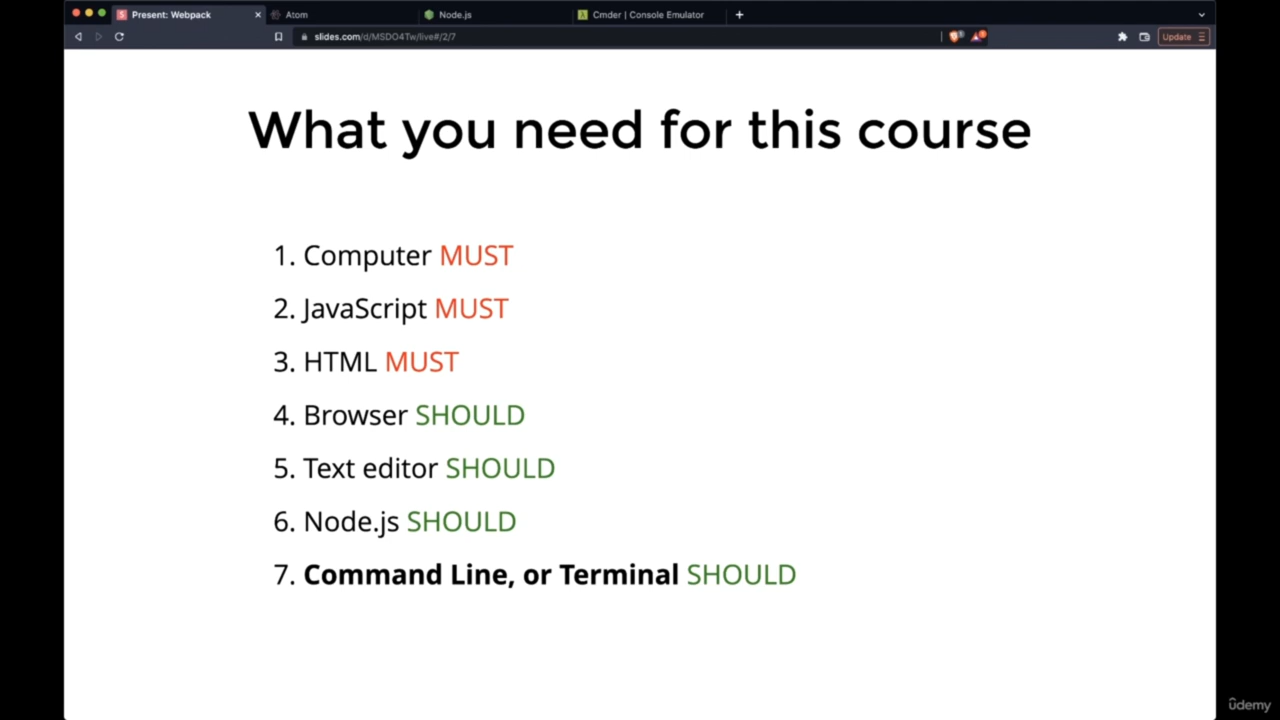 Present: Webpack
Atom
Node.js
Cmder | Console Emulator
slides.com/d/MSDO4Tw/live#/2/7
Update
What you need for this course
1. Computer MUST
2. JavaScript MUST
3. HTML MUST
4. Browser SHOULD
5. Text editor SHOULD
6. Node.js SHOULD
7. Command Line, or Terminal SHOULD
ûdemy